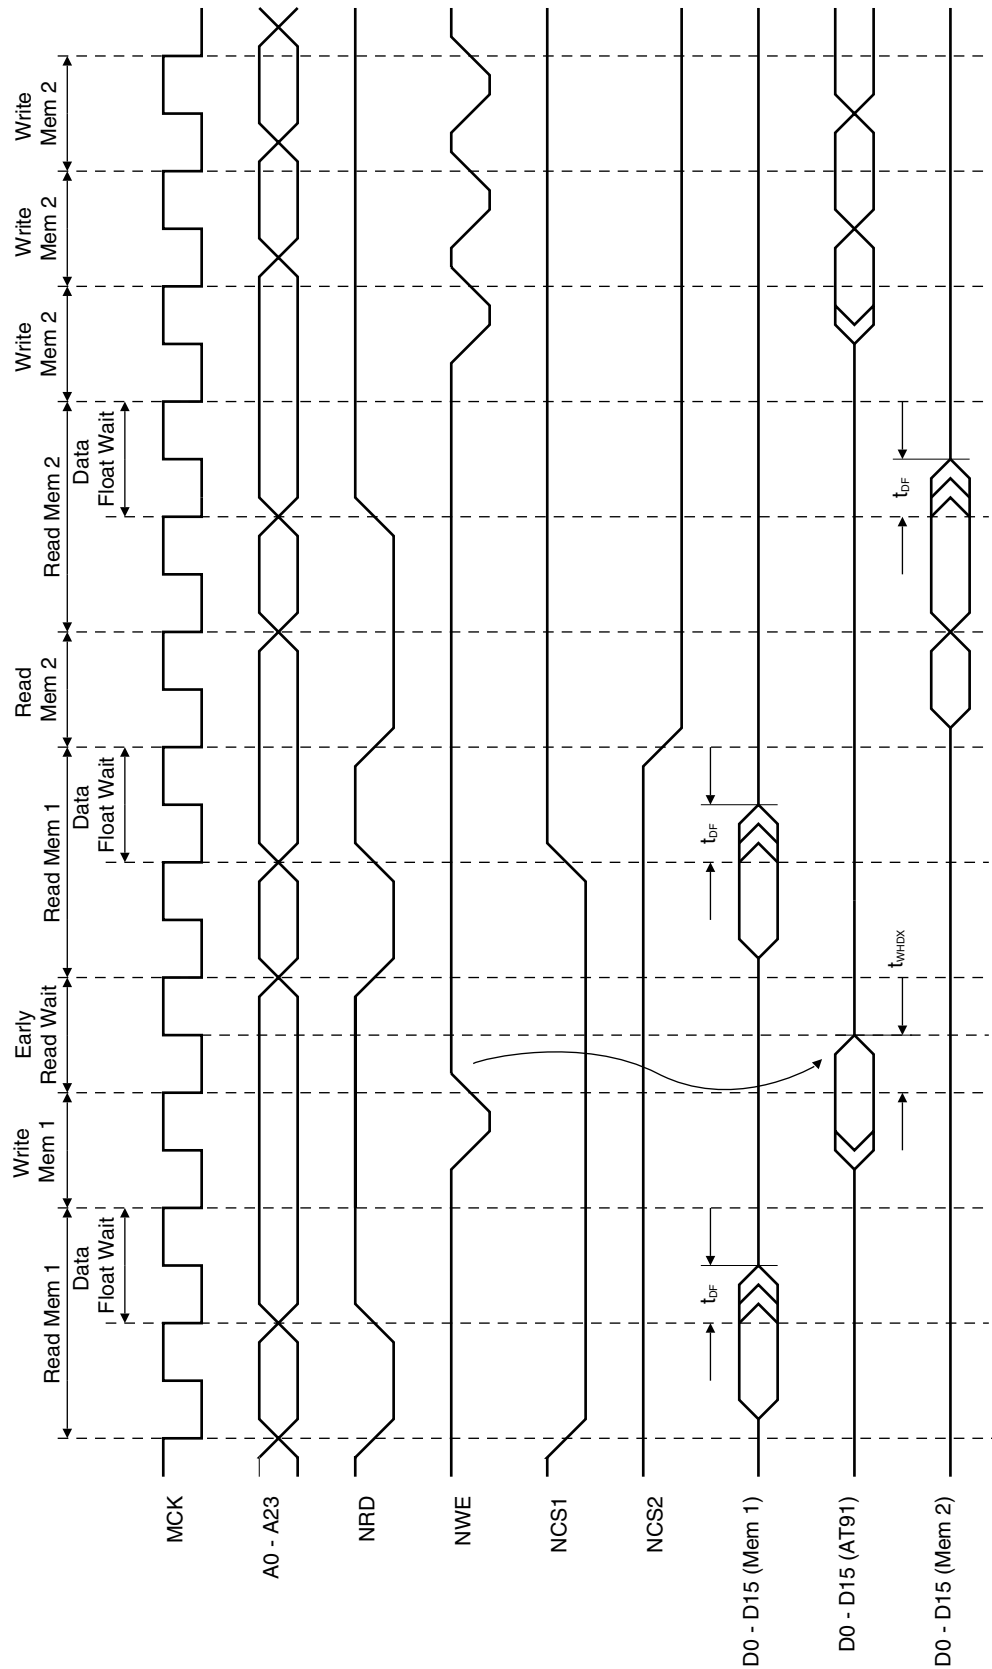 Read Mem 1
Write
Mem 1
Early
Read Wait
Read Mem 1
Read
Mem 2
Read Mem 2
Write
Mem 2
Write
Mem 2
Write
Mem 2
Data
Float Wait
Data
Float Wait
Data
Float Wait
MCK
A0 - A23
NRD
NWE
NCS1
NCS2
D0 - D15 (Mem 1)
tDF
tDF
D0 - D15 (AT91)
tWHDX
D0 - D15 (Mem 2)
tDF